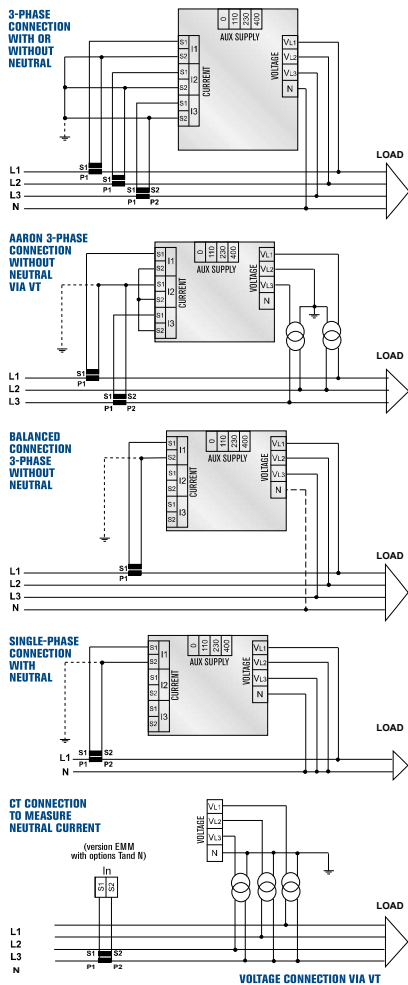 3-PHASE
CONNECTION
WITH OR
WITHOUT
NEUTRAL
0 110 230 400
AUX SUPPLY
S1 S2 I1
S1 S2 I2
S1 S2 I3
CURRENT
VOLTAGE
VL1
VL2
VL3
N
LOAD
L1 S1 P1
L2 S1 P1
L3 S1 S2 P1 P2
N
AARON 3-PHASE
CONNECTION
WITHOUT
NEUTRAL
VIA VT
0 110 230 400
AUX SUPPLY
S1 S2 I1
S1 S2 I2
S1 S2 I3
CURRENT
VOLTAGE
VL1
VL2
VL3
N
LOAD
L1 S1 P1
L2
L3 S1 S2 P1 P2
BALANCED
CONNECTION
3-PHASE
WITHOUT
NEUTRAL
0 110 230 400
AUX SUPPLY
S1 S2 I1
S1 S2 I2
S1 S2 I3
CURRENT
VOLTAGE
VL1
VL2
VL3
N
LOAD
L1 S1 P1
L2
L3
N
SINGLE-PHASE
CONNECTION
WITH
NEUTRAL
0 110 230 400
AUX SUPPLY
S1 S2 I1
S1 S2 I2
S1 S2 I3
CURRENT
VOLTAGE
VL1
VL2
VL3
N
LOAD
L1 S1 S2
N P1 P2
CT CONNECTION
TO MEASURE
NEUTRAL CURRENT
(version EMM
with options Tand N)
In
S1 S2
VOLTAGE
VL1
VL2
VL3
N
LOAD
L1
L2
L3 S1 S2
N P1 P2
VOLTAGE CONNECTION VIA VT